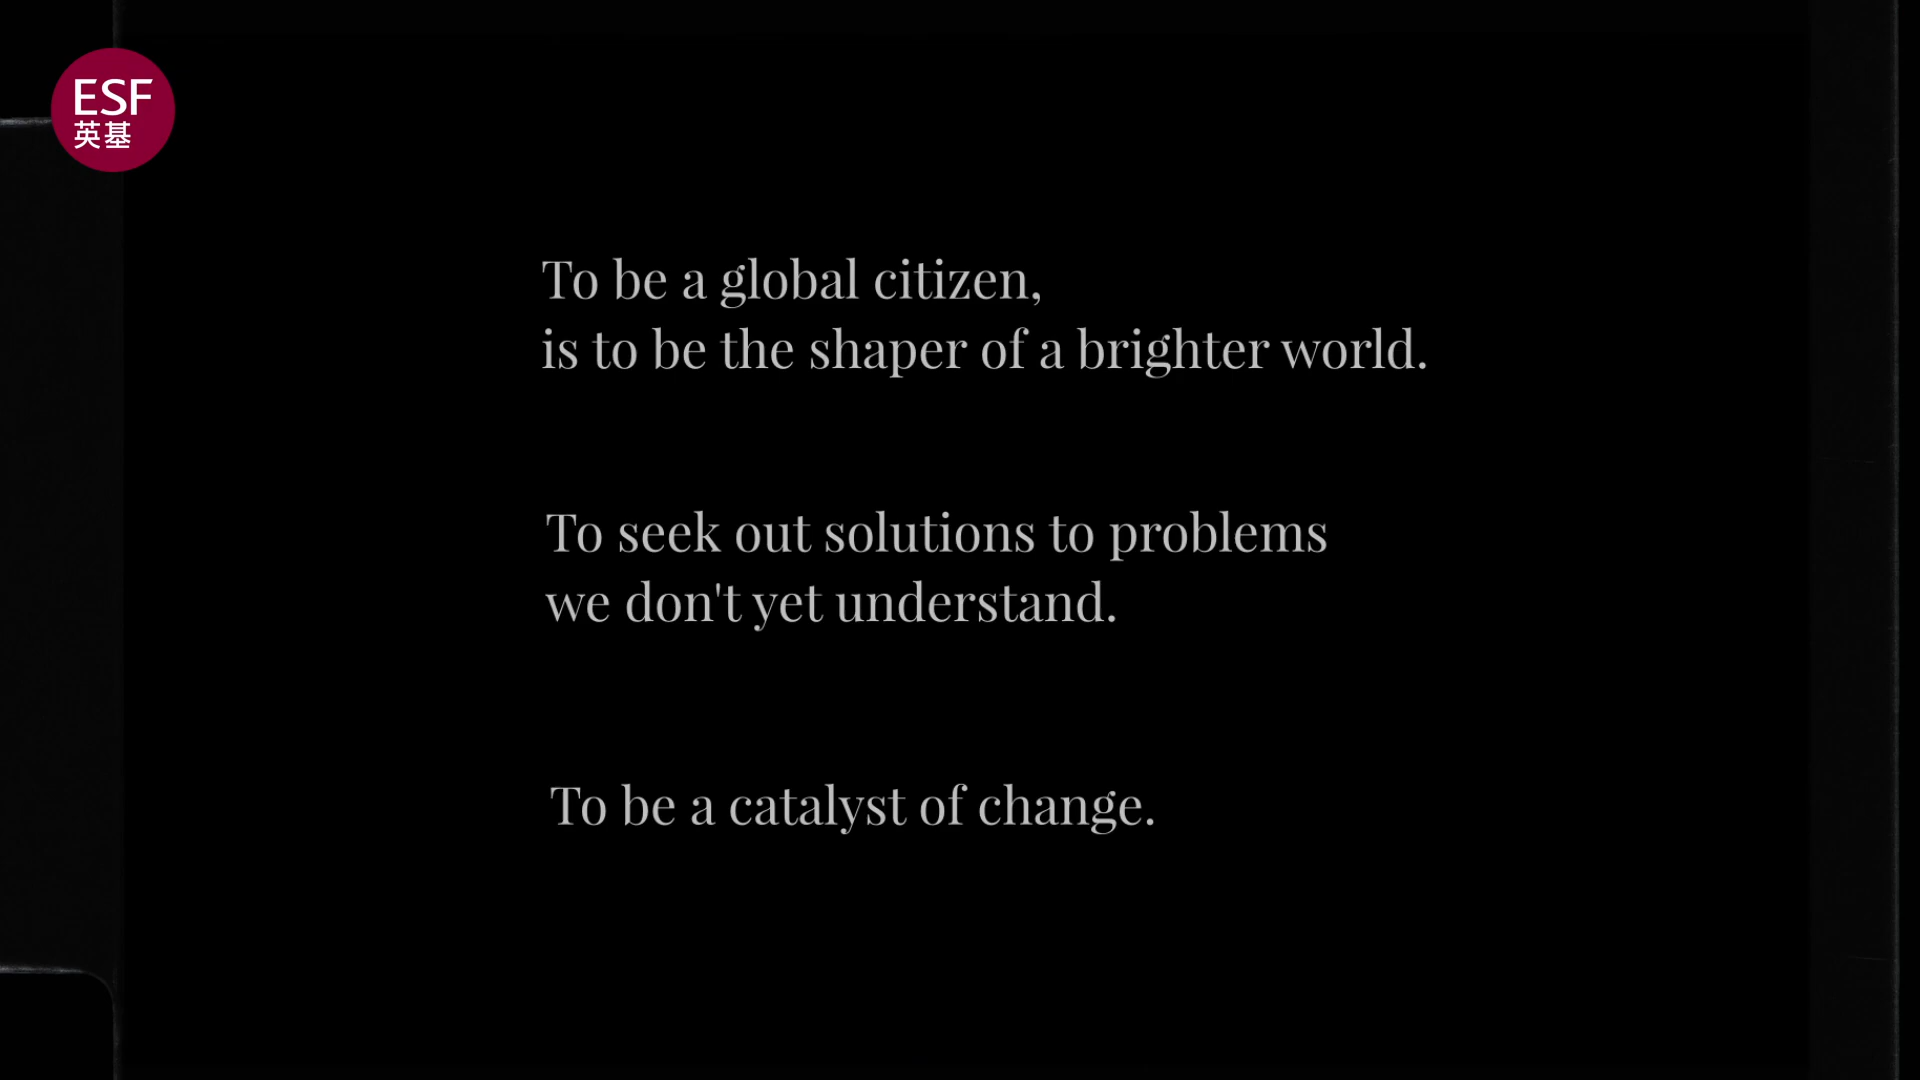 ESF
英基
To be a global citizen,
is to be the shaper of a brighter world.
To seek out solutions to problems
we don't yet understand.
To be a catalyst of change.